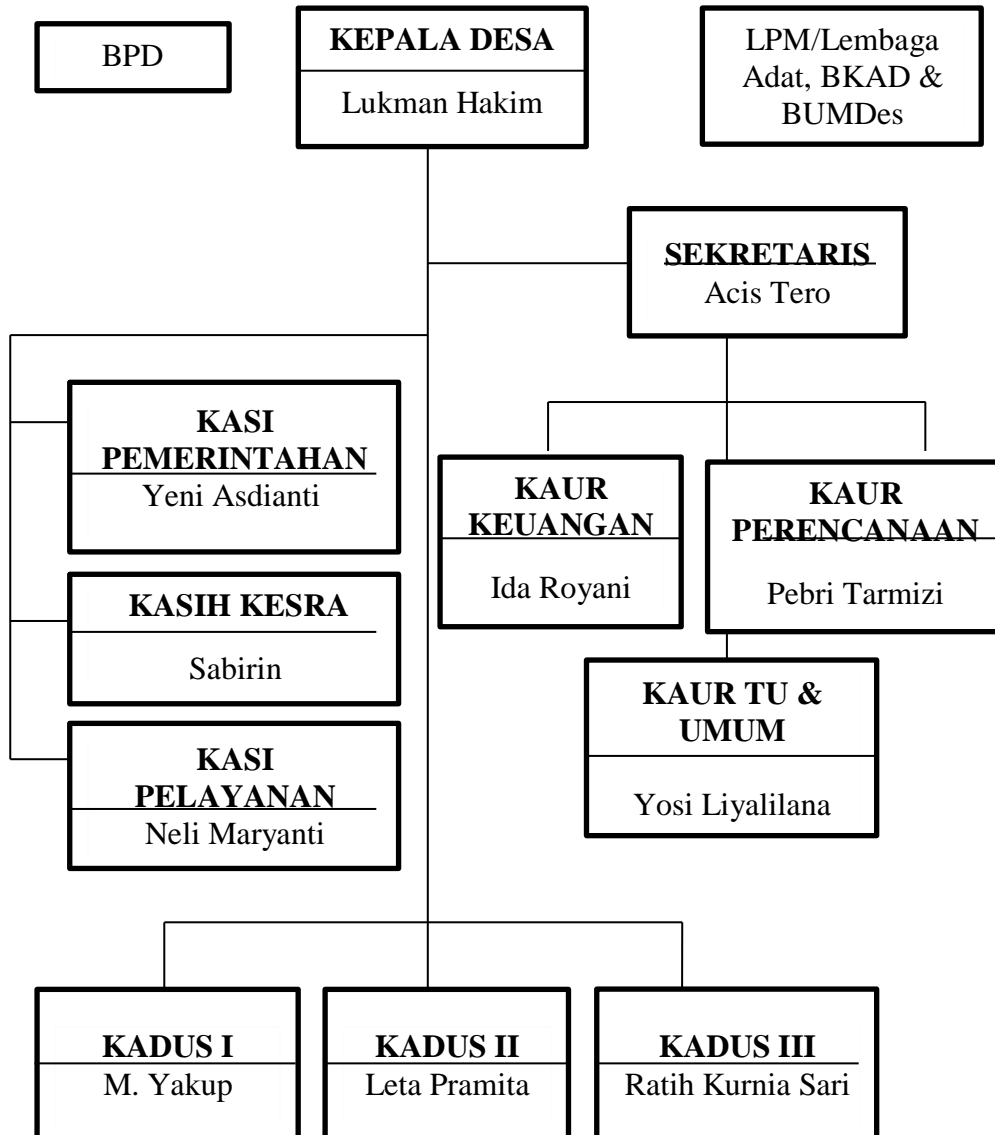 BPD
KEPALA DESA
Lukman Hakim
LPM/Lembaga
Adat, BKAD &
BUMDes
SEKRETARIS
Acis Tero
KASI
PEMERINTAHAN
Yeni Asdianti
KAUR
KEUANGAN
Ida Royani
KAUR
PERENCANAAN
Pebri Tarmizi
KASIH KESRA
Sabirin
KAUR TU &
UMUM
Yosi Liyalilana
KASI
PELAYANAN
Neli Maryanti
KADUS I
M. Yakup
KADUS II
Leta Pramita
KADUS III
Ratih Kurnia Sari